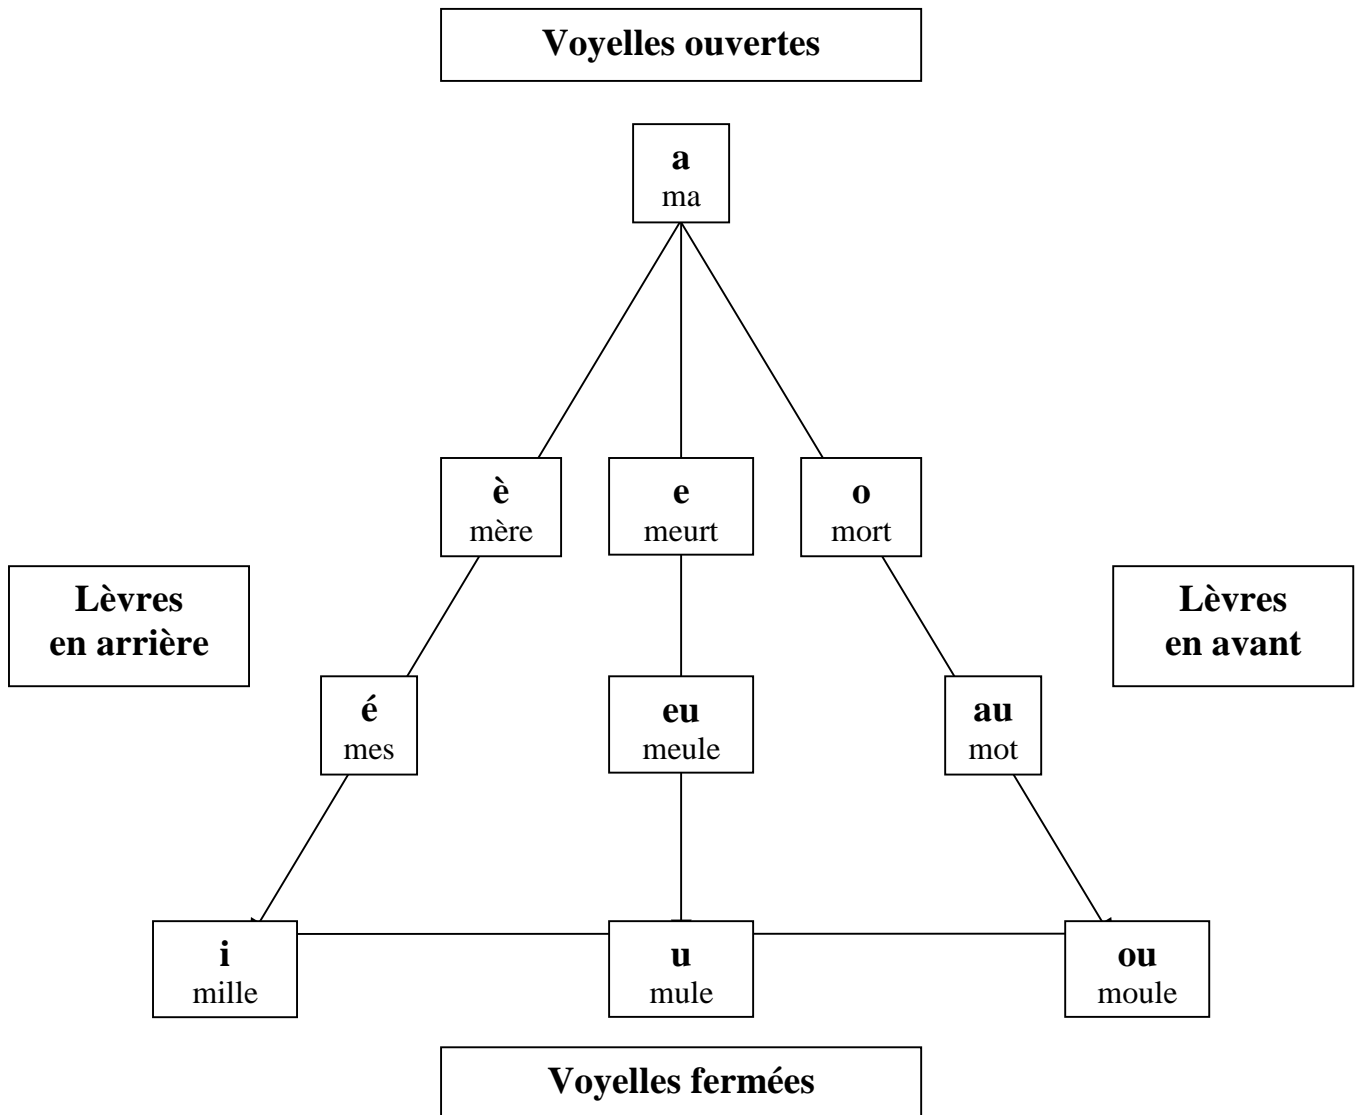 Voyelles ouvertes
a
ma
è
mère
e
meurt
o
mort
Lèvres
en arrière
Lèvres
en avant
é
mes
eu
meule
au
mot
i
mille
u
mule
ou
moule
Voyelles fermées